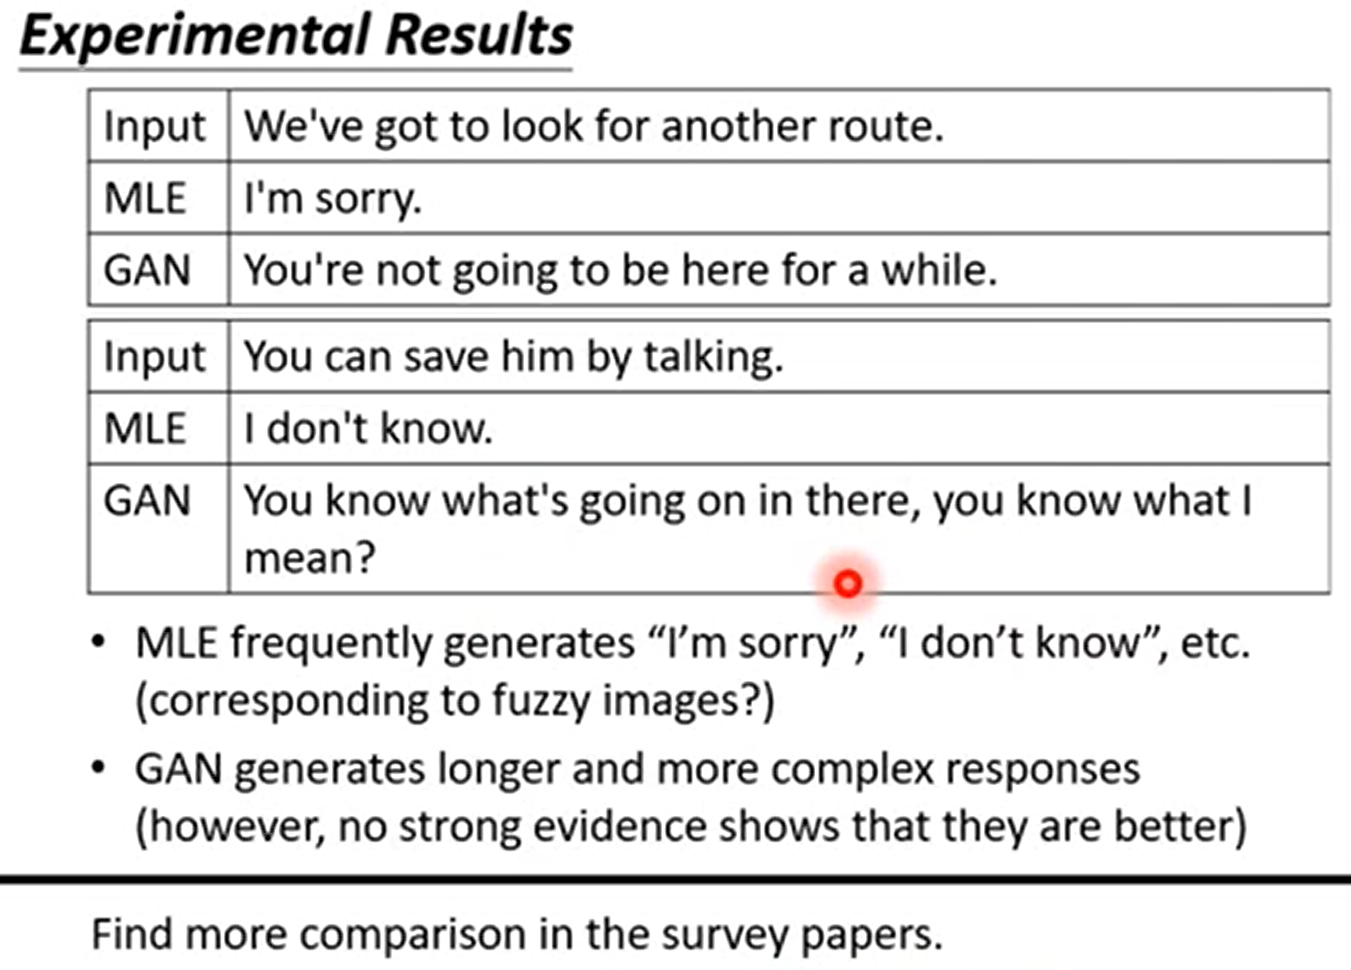 Experimental Results
Input We've got to look for another route.
MLE I'm sorry.
GAN You're not going to be here for a while.
Input You can save him by talking.
MLE I don't know.
GAN You know what's going on in there, you know what I
mean?
• MLE frequently generates “I’m sorry”, “I don’t know”, etc.
(corresponding to fuzzy images?)
• GAN generates longer and more complex responses
(however, no strong evidence shows that they are better)
Find more comparison in the survey papers.